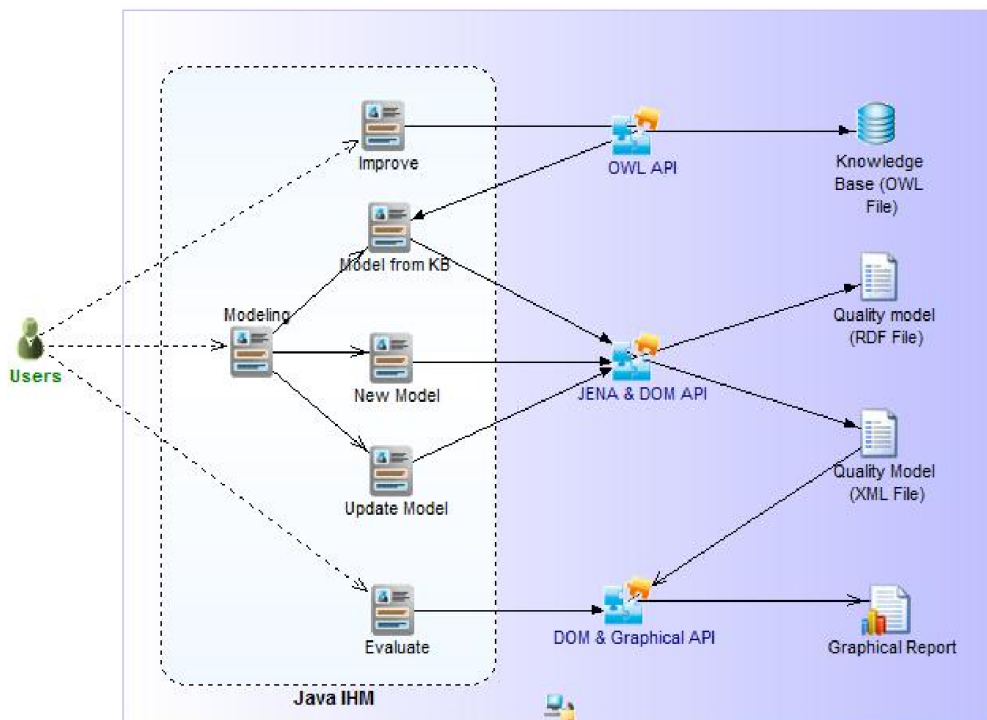 Improve
OWL API
Knowledge
Base (OWL
File)
Model from KB
Modeling
Quality model
(RDF File)
Users
New Model
JENA & DOM API
Update Model
Quality Model
(XML File)
Evaluate
DOM & Graphical API
Graphical Report
Java IHM